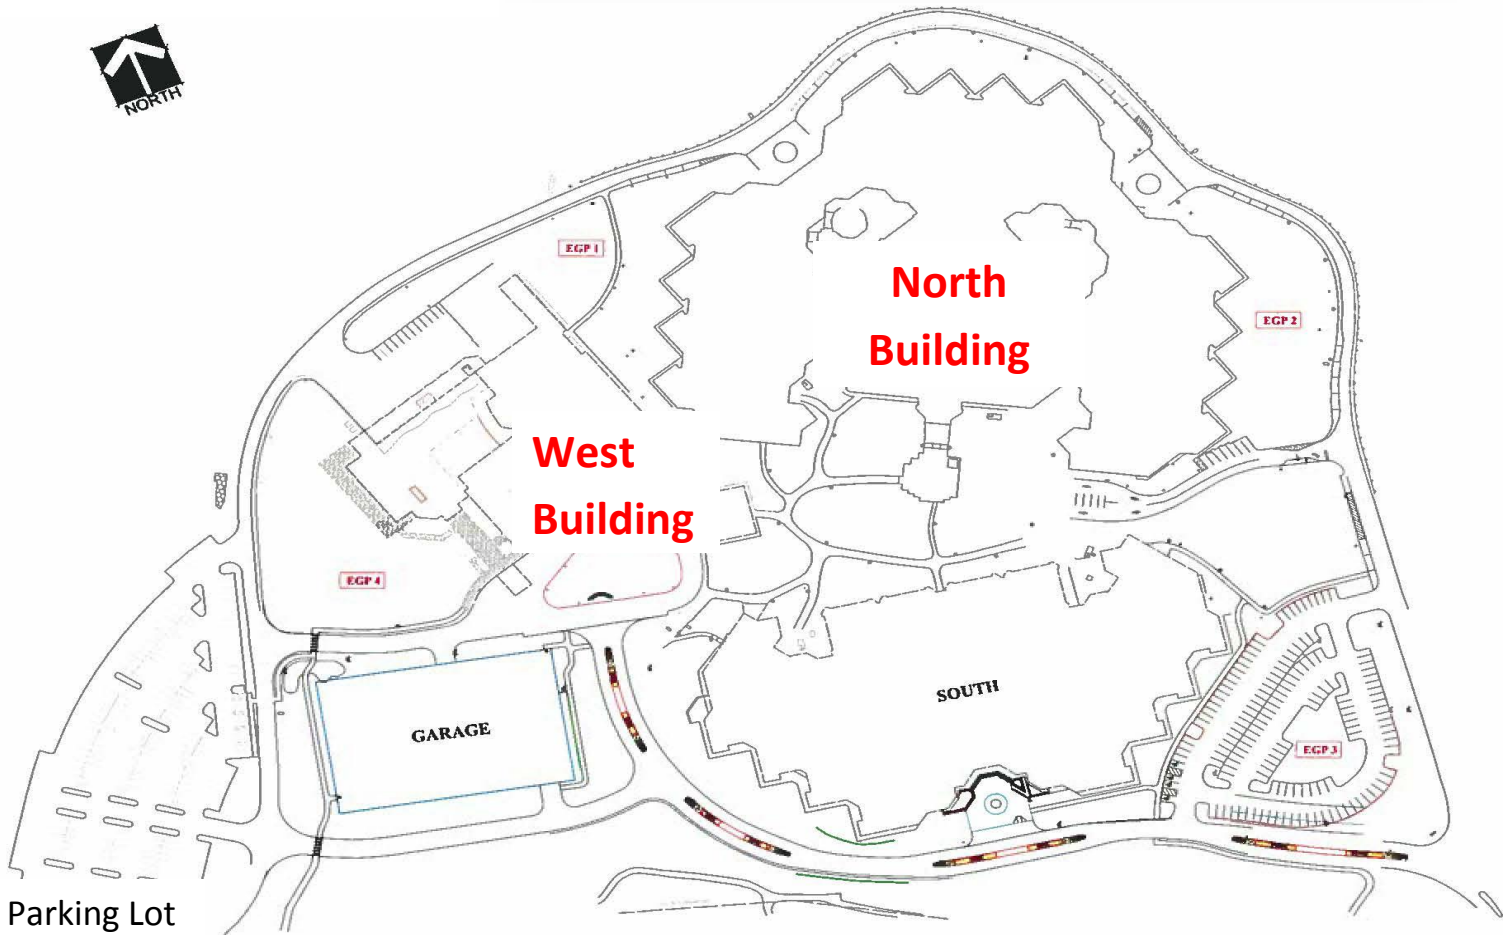 NORTH
EGP 1
North
Building
EGP 2
West
Building
EGP 4
SOUTH
GARAGE
EGP 3
Parking Lot